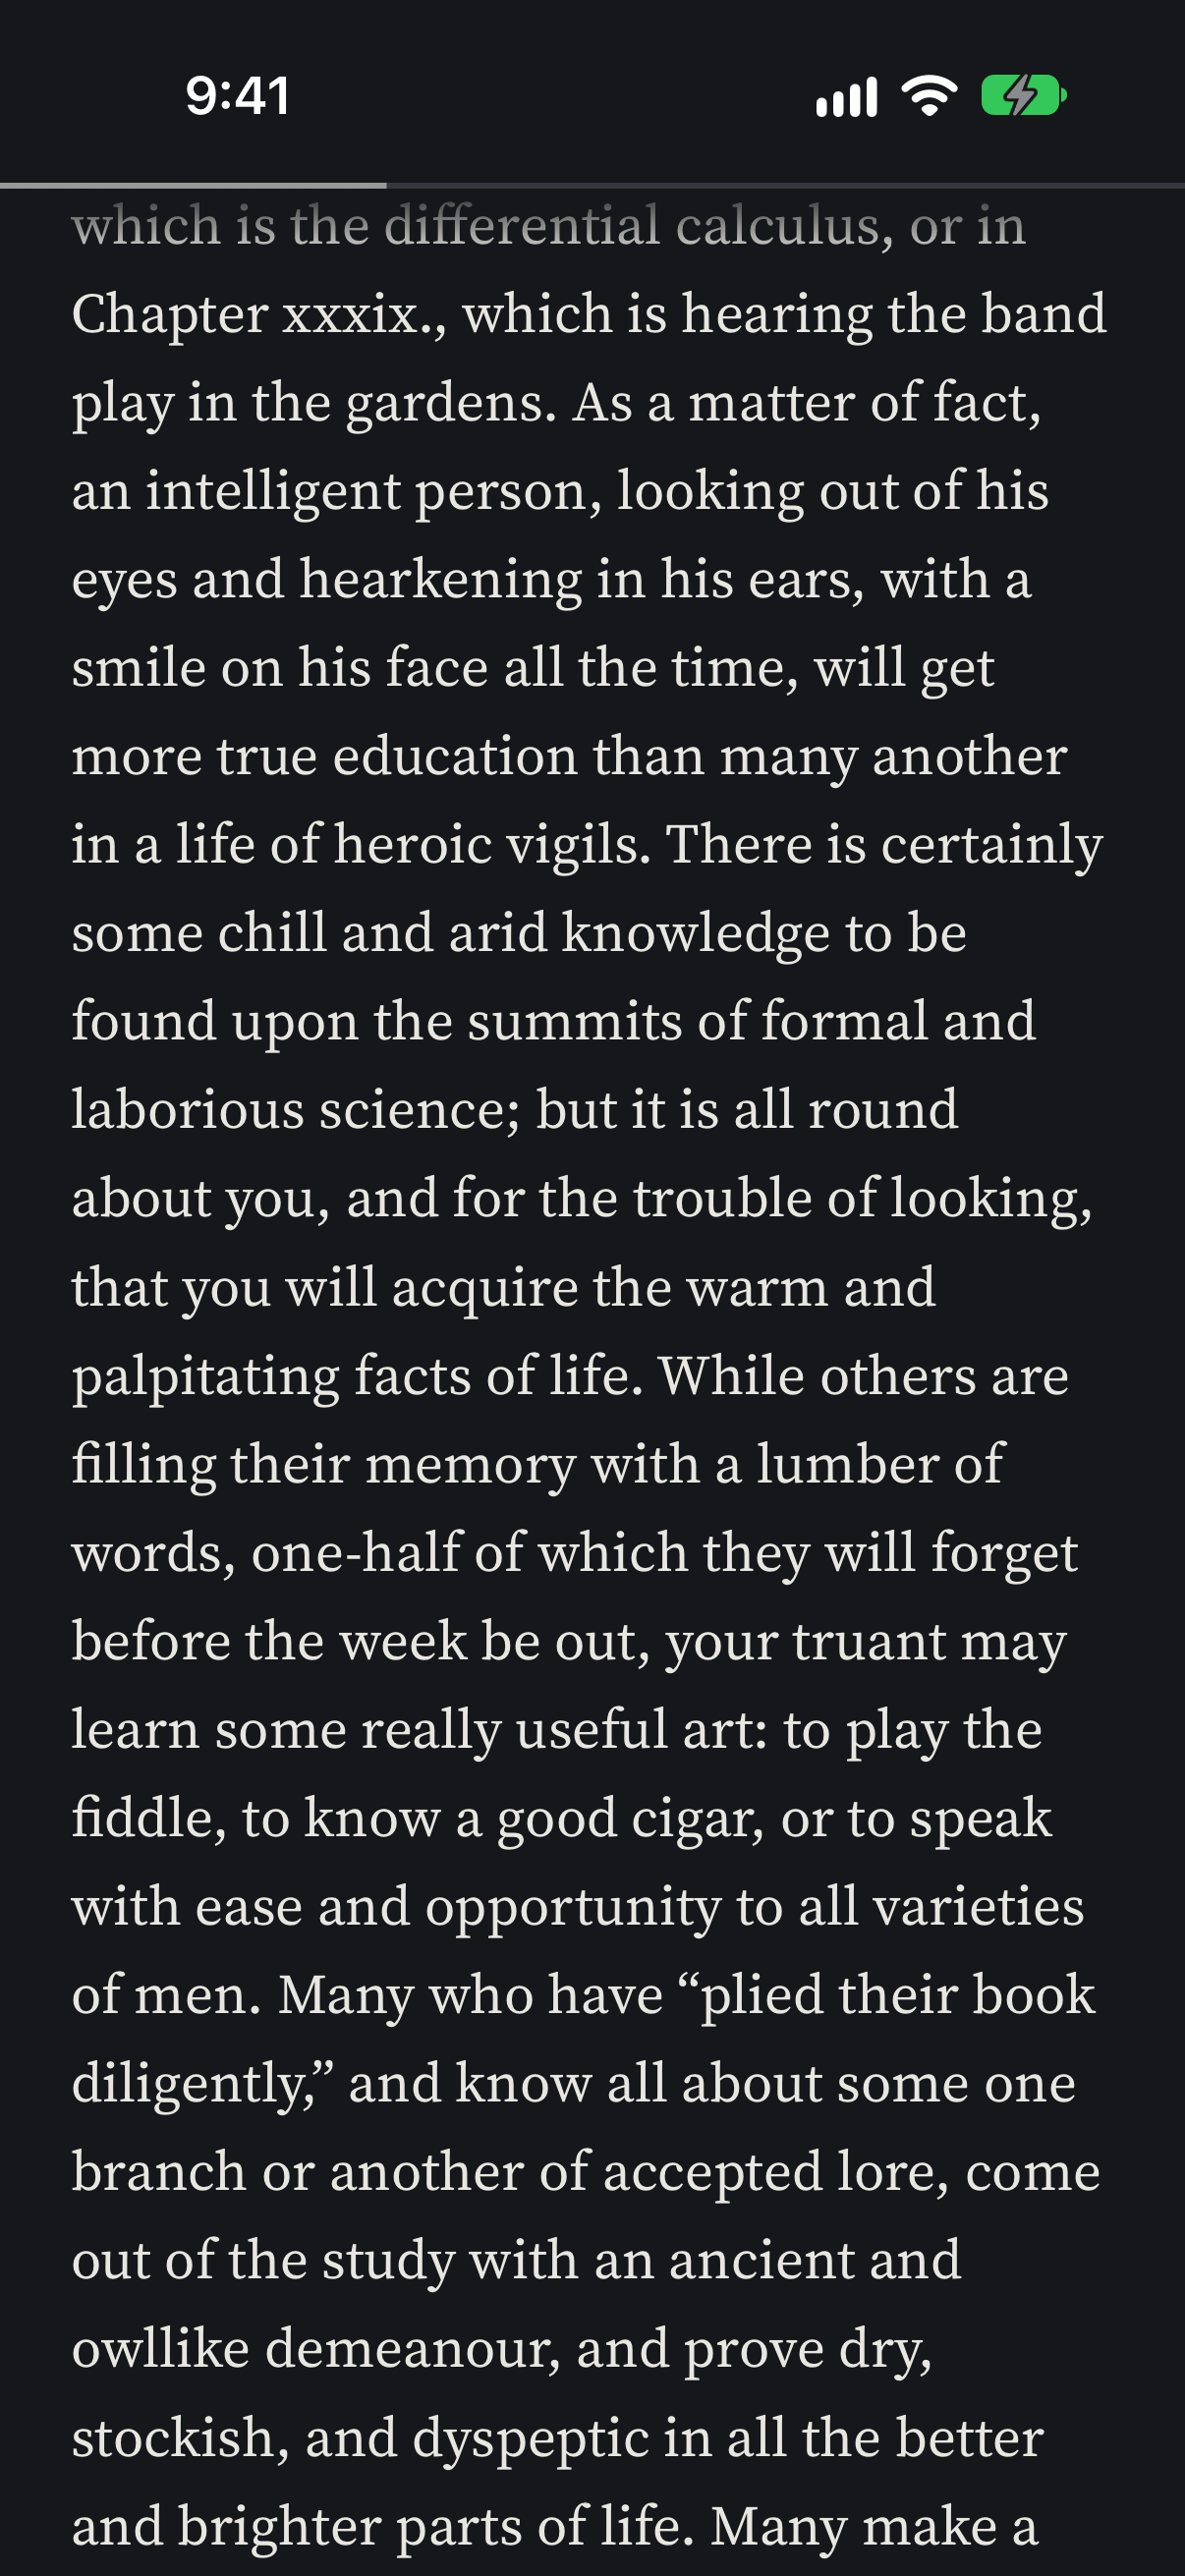 9:41
which is the differential calculus, or in
Chapter xxxix., which is hearing the band
play in the gardens. As a matter of fact,
an intelligent person, looking out of his
eyes and hearkening in his ears, with a
smile on his face all the time, will get
more true education than many another
in a life of heroic vigils. There is certainly
some chill and arid knowledge to be
found upon the summits of formal and
laborious science; but it is all round
about you, and for the trouble of looking,
that you will acquire the warm and
palpitating facts of life. While others are
filling their memory with a lumber of
words, one-half of which they will forget
before the week be out, your truant may
learn some really useful art: to play the
fiddle, to know a good cigar, or to speak
with ease and opportunity to all varieties
of men. Many who have “plied their book
diligently,” and know all about some one
branch or another of accepted lore, come
out of the study with an ancient and
owllike demeanour, and prove dry,
stockish, and dyspeptic in all the better
and brighter parts of life. Many make a